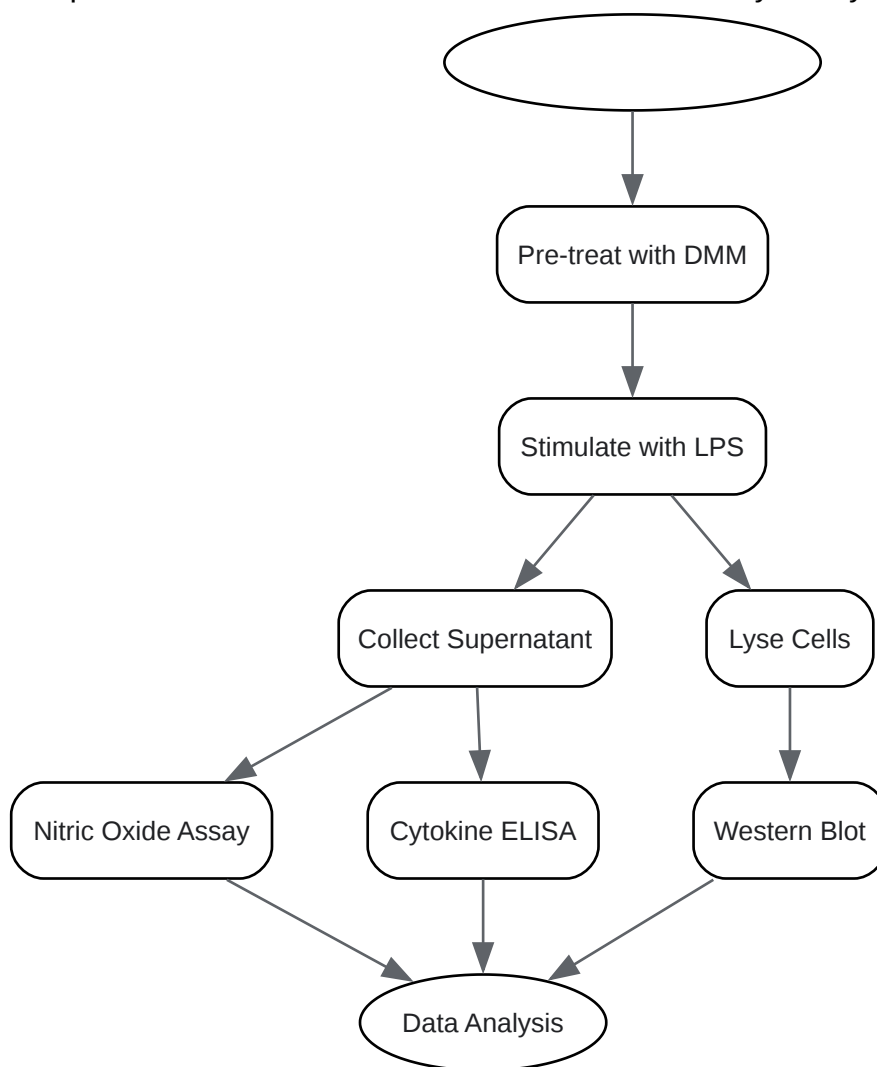 Pre-treat with DMM
Stimulate with LPS
Collect Supernatant
Lyse Cells
Nitric Oxide Assay
Cytokine ELISA
Western Blot
Data Analysis